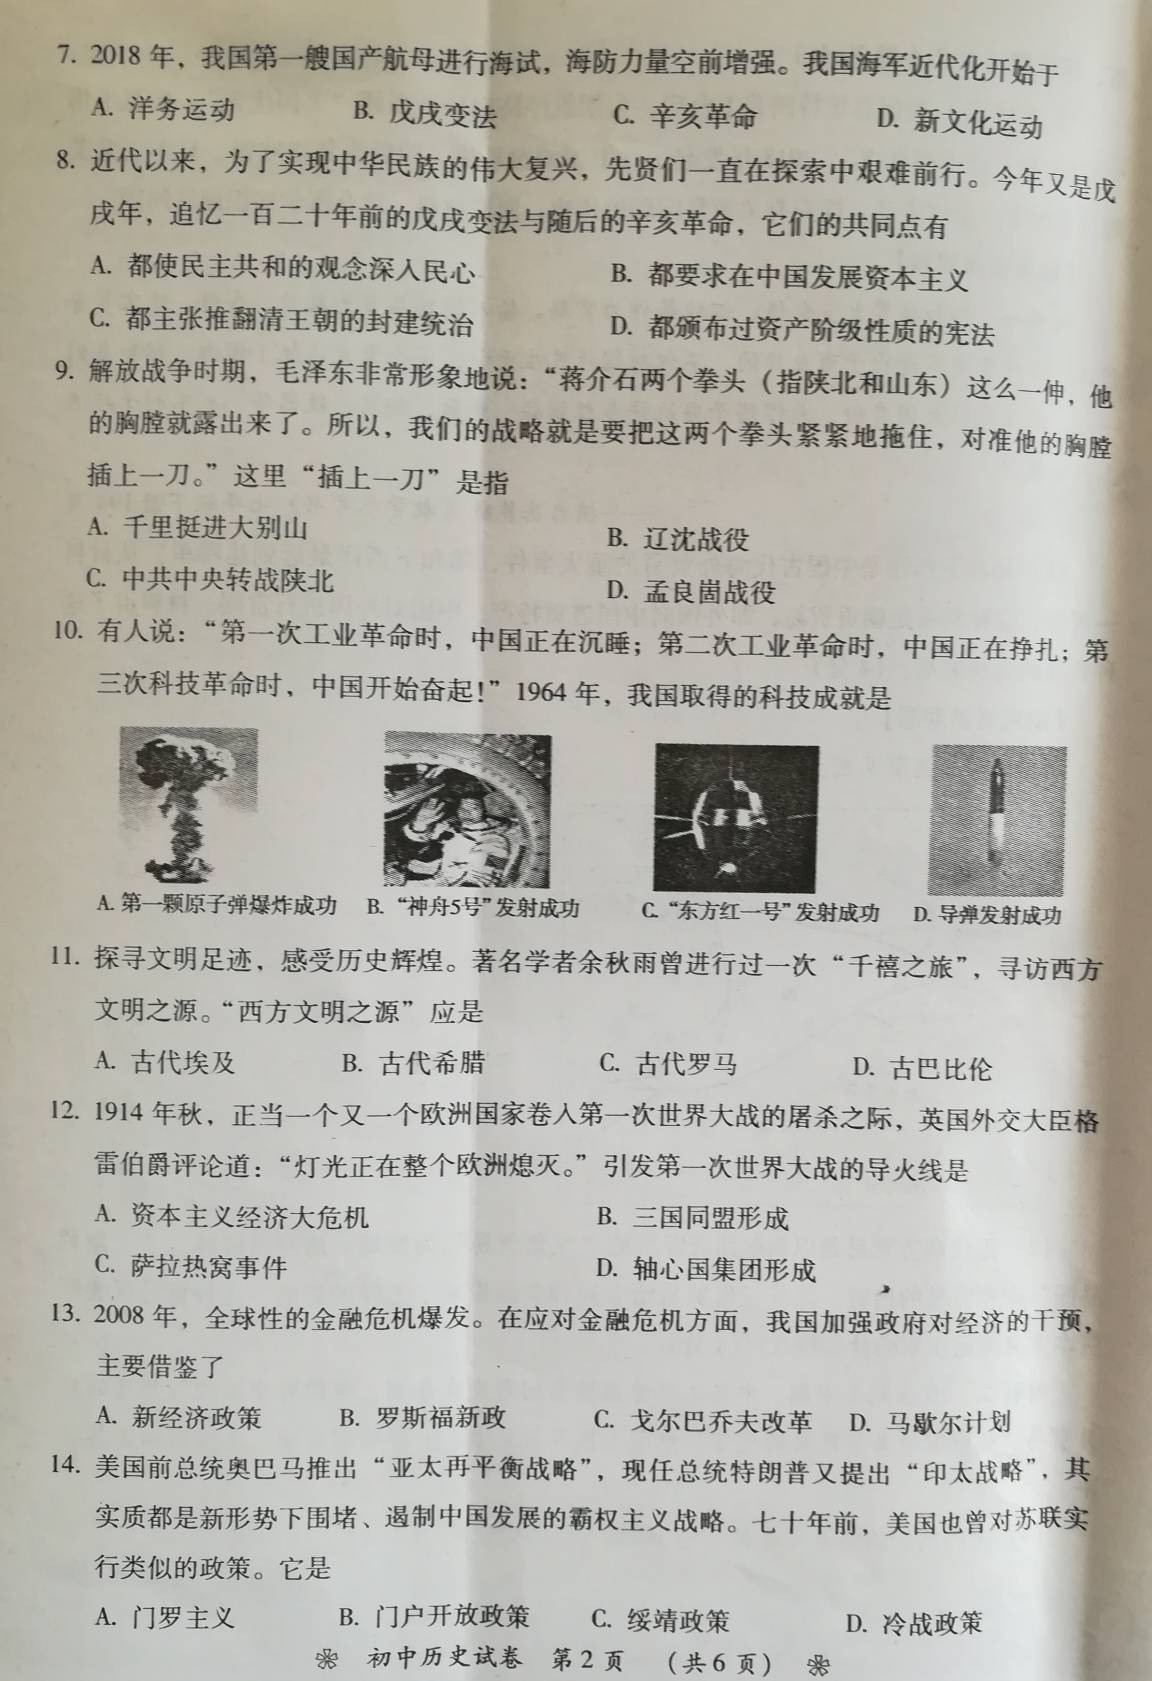 7. 2018 年，我国第一艘国产航母进行海试，海防力量空前增强。我国海军近代化开始于
A. 洋务运动 B. 戊戌变法 C. 辛亥革命 D. 新文化运动
8. 近代以来，为了实现中华民族的伟大复兴，先贤们一直在探索中艰难前行。今年又是戊
戌年，追忆一百二十年前的戊戌变法与随后的辛亥革命，它们的共同点有
A. 都使民主共和的观念深入民心 B. 都要求在中国发展资本主义
C. 都主张推翻清王朝的封建统治 D. 都颁布过资产阶级性质的宪法
9. 解放战争时期，毛泽东非常形象地说：“蒋介石两个拳头（指陕北和山东）这么一伸，他
的胸膛就露出来了。所以，我们的战略就是要把这两个拳头紧紧地拖住，对准他的胸膛
插上一刀。”这里“插上一刀”是指
A. 千里挺进大别山 B. 辽沈战役
C. 中共中央转战陕北 D. 孟良崮战役
10. 有人说：“第一次工业革命时，中国正在沉睡；第二次工业革命时，中国正在挣扎；第
三次科技革命时，中国开始奋起！”1964 年，我国取得的科技成就是
A. 第一颗原子弹爆炸成功 B. “神舟5号”发射成功 C. “东方红一号”发射成功 D. 导弹发射成功
11. 探寻文明足迹，感受历史辉煌。著名学者余秋雨曾进行过一次“千禧之旅”，寻访西方
文明之源。“西方文明之源”应是
A. 古代埃及 B. 古代希腊 C. 古代罗马 D. 古巴比伦
12. 1914 年秋，正当一个又一个欧洲国家卷入第一次世界大战的屠杀之际，英国外交大臣格
雷伯爵评论道：“灯光正在整个欧洲熄灭。”引发第一次世界大战的导火线是
A. 资本主义经济大危机 B. 三国同盟形成
C. 萨拉热窝事件 D. 轴心国集团形成
13. 2008 年，全球性的金融危机爆发。在应对金融危机方面，我国加强政府对经济的干预，
主要借鉴了
A. 新经济政策 B. 罗斯福新政 C. 戈尔巴乔夫改革 D. 马歇尔计划
14. 美国前总统奥巴马推出“亚太再平衡战略”，现任总统特朗普又提出“印太战略”，其
实质都是新形势下围堵、遏制中国发展的霸权主义战略。七十年前，美国也曾对苏联实
行类似的政策。它是
A. 门罗主义 B. 门户开放政策 C. 绥靖政策 D. 冷战政策
初中历史试卷 第 2 页 （共 6 页）